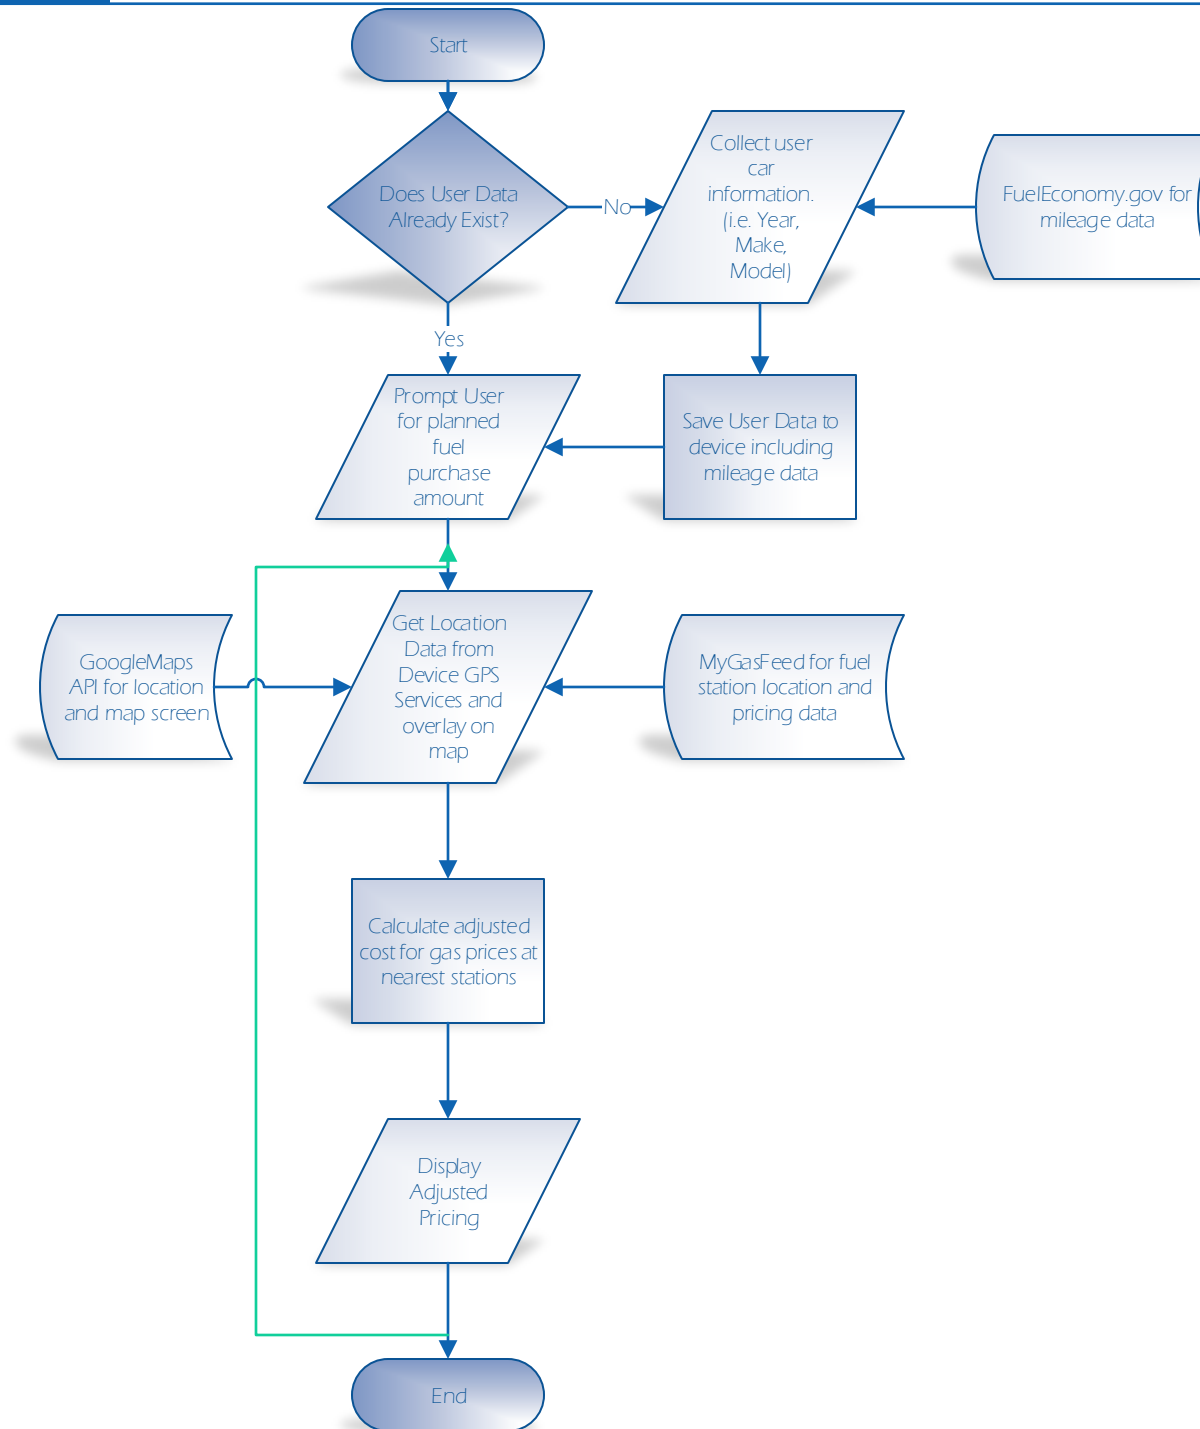 Start
Does User Data
Already Exist?
No
Collect user
car
information.
(i.e. Year,
Make,
Model)
FuelEconomy.gov for
mileage data
Yes
Prompt User
for planned
fuel
purchase
amount
Save User Data to
device including
mileage data
GoogleMaps
API for location
and map screen
Get Location
Data from
Device GPS
Services and
overlay on
map
MyGasFeed for fuel
station location and
pricing data
Calculate adjusted
cost for gas prices at
nearest stations
Display
Adjusted
Pricing
End